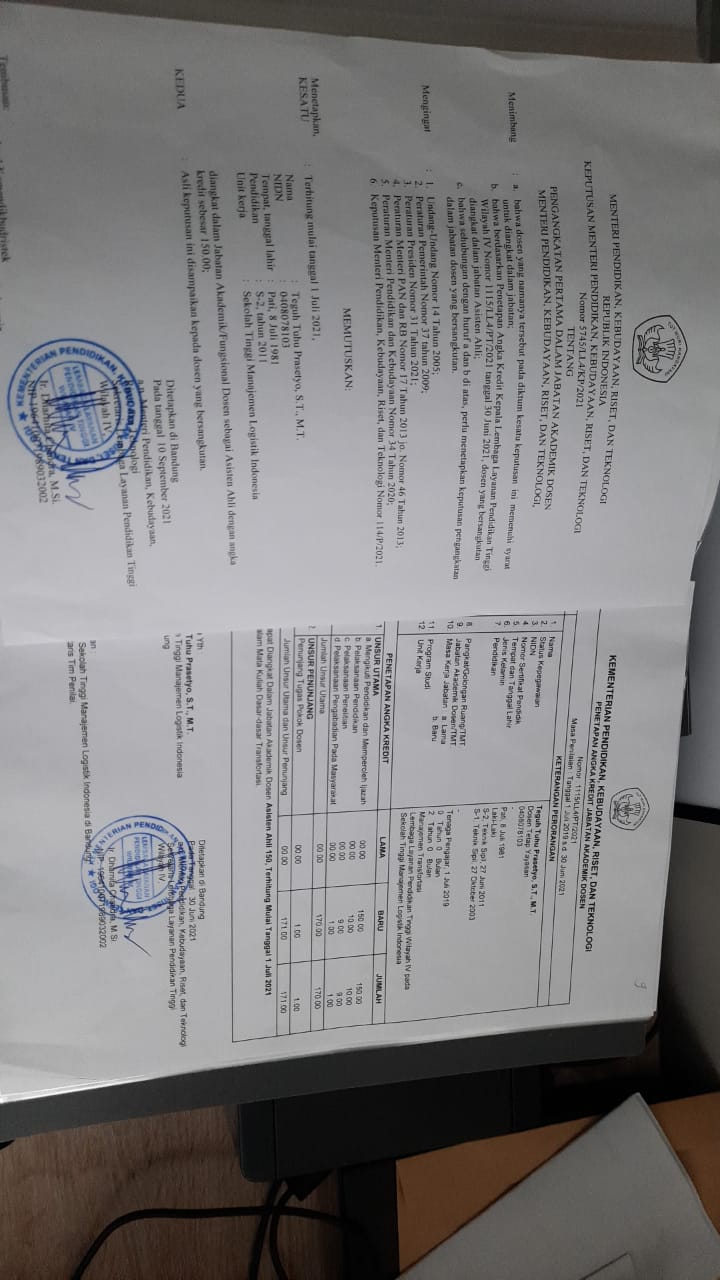 MENTERI PENDIDIKAN, KEBUDAYAAN, RISET, DAN TEKNOLOGI
REPUBLIK INDONESIA
KEPUTUSAN MENTERI PENDIDIKAN, KEBUDAYAAN, RISET, DAN TEKNOLOGI
Nomor 5745/LL4/KP/2021
TENTANG
PENGANGKATAN PERTAMA DALAM JABATAN AKADEMIK DOSEN
MENTERI PENDIDIKAN, KEBUDAYAAN, RISET, DAN TEKNOLOGI,
Menimbang : a. bahwa dosen yang namanya tersebut pada diktum kesatu keputusan ini memenuhi syarat
untuk diangkat dalam jabatan;
b. bahwa berdasarkan Penetapan Angka Kredit Kepala Lembaga Layanan Pendidikan Tinggi
Wilayah IV Nomor 1115/LL4/PT/2021 tanggal 30 Juni 2021, dosen yang bersangkutan
diangkat dalam jabatan Asisten Ahli;
c. bahwa sehubungan dengan huruf a dan b di atas, perlu menetapkan keputusan pengangkatan
dalam jabatan dosen yang bersangkutan.
Mengingat : 1. Undang-Undang Nomor 14 Tahun 2005;
2. Peraturan Pemerintah Nomor 37 tahun 2009;
3. Peraturan Presiden Nomor 31 Tahun 2021;
4. Peraturan Menteri PAN dan RB Nomor 17 Tahun 2013 jo. Nomor 46 Tahun 2013;
5. Peraturan Menteri Pendidikan dan Kebudayaan Nomor 34 Tahun 2020;
6. Keputusan Menteri Pendidikan, Kebudayaan, Riset, dan Teknologi Nomor 114/P/2021.
MEMUTUSKAN:
Menetapkan,
KESATU : Terhitung mulai tanggal 1 Juli 2021,
Nama : Teguh Tuhu Prasetyo, S.T., M.T.
NIDN : 0408078103
Tempat, tanggal lahir : Pati, 8 Juli 1981
Pendidikan : S-2, tahun 2011
Unit kerja : Sekolah Tinggi Manajemen Logistik Indonesia
diangkat dalam Jabatan Akademik/Fungsional Dosen sebagai Asisten Ahli dengan angka
kredit sebesar 150.00;
KEDUA : Asli keputusan ini disampaikan kepada dosen yang bersangkutan.
Ditetapkan di Bandung
Pada tanggal 10 September 2021
a.n. Menteri Pendidikan, Kebudayaan,
Teknologi
Sekretaris Lembaga Layanan Pendidikan Tinggi
Wilayah IV,
KEMENTERIAN PENDIDIKAN, KEBUDAYAAN, RISET, DAN TEKNOLOGI
LEMBAGA LAYANAN
PENDIDIKAN TINGGI
WILAYAH IV
Ir. Dharnita Chandra, M.Si.
NIP 196410071989032002
Tembusan:
Kemendikbudristek
9
KEMENTERIAN PENDIDIKAN, KEBUDAYAAN, RISET, DAN TEKNOLOGI
PENETAPAN ANGKA KREDIT JABATAN AKADEMIK DOSEN
Nomor : 1115/LL4/PT/2021
Masa Penilaian : Tanggal 1 Juli 2019 s.d. 30 Juni 2021
KETERANGAN PERORANGAN
1. Nama Teguh Tuhu Prasetyo, S.T., M.T.
2. Status Kepegawaian Dosen Tetap Yayasan
3. NIDN 0408078103
4. Nomor Sertifikat Pendidik -
5. Tempat dan Tanggal Lahir Pati, 8 Juli 1981
6. Jenis Kelamin Laki-Laki
7. Pendidikan S-2, Teknik Sipil, 27 Juni 2011
S-1, Teknik Sipil, 27 Oktober 2003
8. Pangkat/Golongan Ruang/TMT. -
9. Jabatan Akademik Dosen/TMT. Tenaga Pengajar, 1 Juli 2019
10. Masa Kerja Jabatan : a. Lama 0 Tahun 0 Bulan
b. Baru 2 Tahun 0 Bulan
11. Program Studi Manajemen Transfortasi
12 Unit Kerja Lembaga Layanan Pendidikan Tinggi Wilayah IV pada
Sekolah Tinggi Manajemen Logistik Indonesia
PENETAPAN ANGKA KREDIT LAMA BARU JUMLAH
1. UNSUR UTAMA
a. Mengikuti Pendidikan dan Memperoleh Ijazah 00.00 150.00 150.00
b. Pelaksanaan Pendidikan 00.00 10.00 10.00
c. Pelaksanaan Penelitian 00.00 9.00 9.00
d. Pelaksanaan Pengabadian Pada Masyarakat 00.00 1.00 1.00
Jumlah Unsur Utama 00.00 170.00 170.00
2. UNSUR PENUNJANG
Penunjang Tugas Pokok Dosen 00.00 1.00 1.00
Jumlah Unsur Utama dan Unsur Penunjang 00.00 171.00 171.00
apat Diangkat Dalam Jabatan Akademik Dosen Asisten Ahli 150, Terhitung Mulai Tanggal 1 Juli 2021
alam Mata Kuliah Dasar-dasar Transfortasi.
Yth
Tuhu Prasetyo, S.T., M.T.
Tinggi Manajemen Logistik Indonesia
ung
Ditetapkan di Bandung
Pada Tanggal : 30 Juni 2021
an. Menteri Pendidikan, Kebudayaan, Riset, dan Teknologi
Sekretaris Lembaga Layanan Pendidikan Tinggi
Wilayah IV.
LEMBAGA LAYANAN
PENDIDIKAN TINGGI
WILAYAH IV
Ir. Dharnita Chandra, M.Si
NIP. 196410071989032002
an :
Sekolah Tinggi Manajemen Logistik Indonesia di Bandung.
taris Tim Penilai.